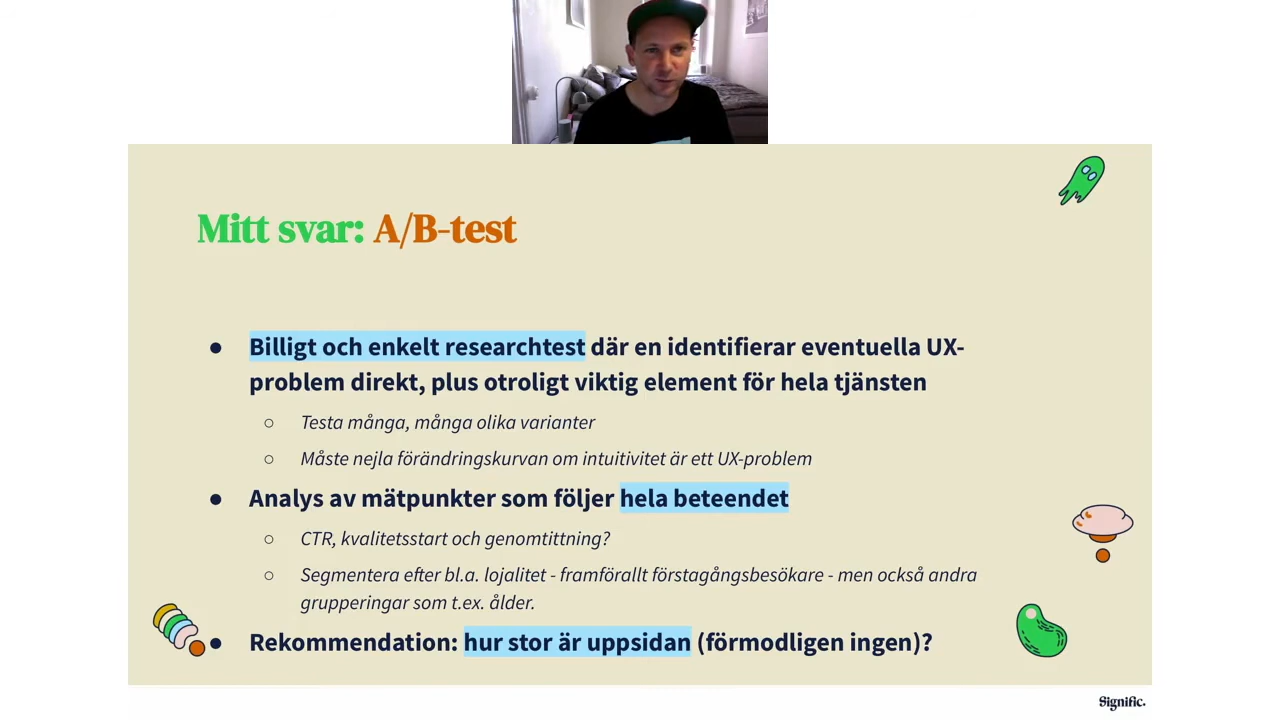 Mitt svar: A/B-test
● Billigt och enkelt researchtest där en identifierar eventuella UX-
problem direkt, plus otroligt viktig element för hela tjänsten
○ Testa många, många olika varianter
○ Måste nejla förändringskurvan om intuitivitet är ett UX-problem
● Analys av mätpunkter som följer hela beteendet
○ CTR, kvalitetsstart och genomtittning?
○ Segmentera efter bl.a. lojalitet - framförallt förstagångsbesökare - men också andra
grupperingar som t.ex. ålder.
● Rekommendation: hur stor är uppsidan (förmodligen ingen)?
Signific.